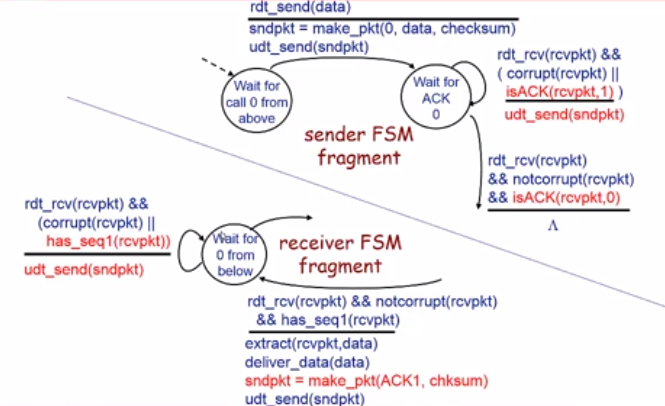 rdt_send(data)
sndpkt = make_pkt(0, data, checksum)
udt_send(sndpkt)
Wait for
call 0 from
above
Wait for
ACK
0
rdt_rcv(rcvpkt) &&
( corrupt(rcvpkt) ||
isACK(rcvpkt,1) )
udt_send(sndpkt)
sender FSM
fragment
rdt_rcv(rcvpkt)
&& notcorrupt(rcvpkt)
&& isACK(rcvpkt,0)
Λ
rdt_rcv(rcvpkt) &&
(corrupt(rcvpkt) ||
has_seq1(rcvpkt))
udt_send(sndpkt)
Wait for
0 from
below
receiver FSM
fragment
rdt_rcv(rcvpkt) && notcorrupt(rcvpkt)
&& has_seq1(rcvpkt)
extract(rcvpkt,data)
deliver_data(data)
sndpkt = make_pkt(ACK1, chksum)
udt_send(sndpkt)